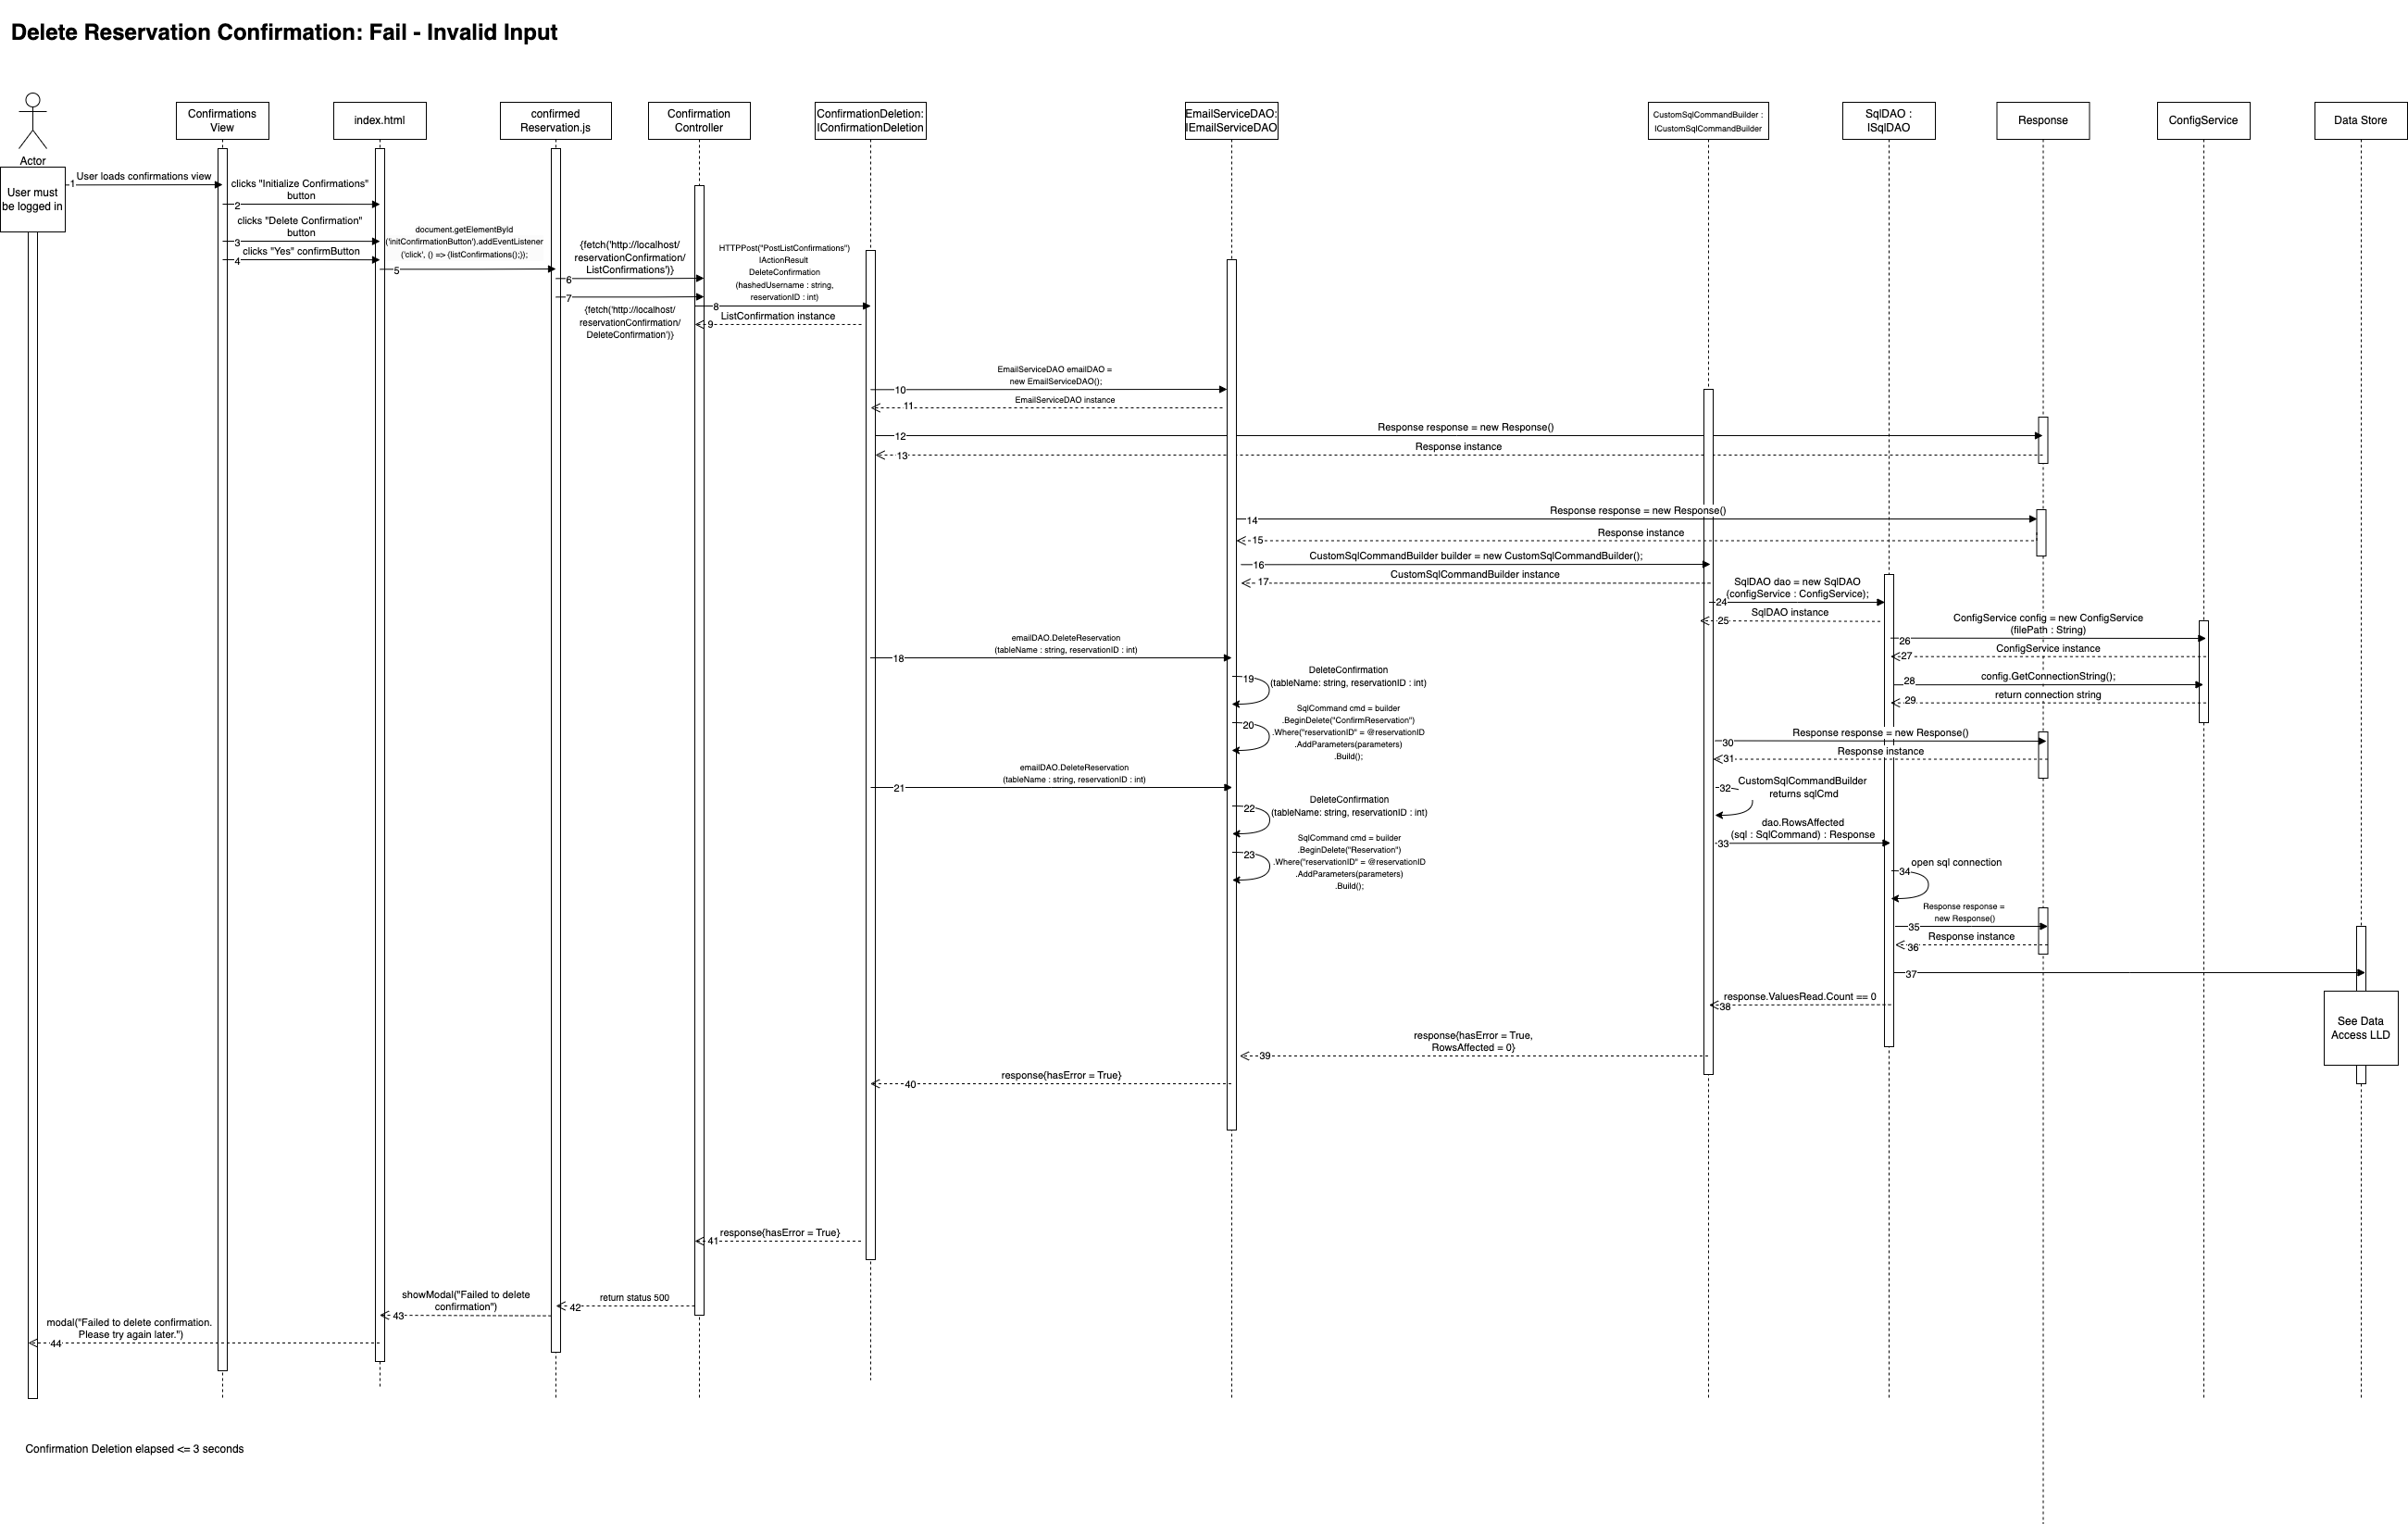 Delete Reservation Confirmation: Fail - Invalid Input
Actor
User must
be logged in
Confirmations
View
index.html
confirmed
Reservation.js
Confirmation
Controller
ConfirmationDeletion:
IConfirmationDeletion
EmailServiceDAO:
IEmailServiceDAO
CustomSqlCommandBuilder :
ICustomSqlCommandBuilder
SqlDAO :
ISqlDAO
Response
ConfigService
Data Store
1
User loads confirmations view
clicks "Initialize Confirmations"
button
2
clicks "Delete Confirmation"
button
3
clicks "Yes" confirmButton
4
document.getElementById
('initConfirmationButton').addEventListener
('click', () => (listConfirmations();));
5
{fetch('http://localhost/
reservationConfirmation/
ListConfirmations')}
6
7
{fetch('http://localhost/
reservationConfirmation/
DeleteConfirmation')}
HTTPPost("PostListConfirmations")
IActionResult
DeleteConfirmation
(hashedUsername : string,
reservationID : int)
8
ListConfirmation instance
9
EmailServiceDAO emailDAO =
new EmailServiceDAO();
10
EmailServiceDAO instance
11
Response response = new Response()
12
Response instance
13
Response response = new Response()
14
Response instance
15
CustomSqlCommandBuilder builder = new CustomSqlCommandBuilder();
16
CustomSqlCommandBuilder instance
17
SqlDAO dao = new SqlDAO
(configService : ConfigService);
24
SqlDAO instance
25
ConfigService config = new ConfigService
(filePath : String)
26
ConfigService instance
27
config.GetConnectionString();
28
return connection string
29
emailDAO.DeleteReservation
(tableName : string, reservationID : int)
18
DeleteConfirmation
(tableName: string, reservationID : int)
19
SqlCommand cmd = builder
.BeginDelete("ConfirmReservation")
.Where("reservationID" = @reservationID
.AddParameters(parameters)
.Build();
20
emailDAO.DeleteReservation
(tableName : string, reservationID : int)
21
DeleteConfirmation
(tableName: string, reservationID : int)
22
SqlCommand cmd = builder
.BeginDelete("Reservation")
.Where("reservationID" = @reservationID
.AddParameters(parameters)
.Build();
23
Response response = new Response()
30
Response instance
31
CustomSqlCommandBuilder
returns sqlCmd
32
dao.RowsAffected
(sql : SqlCommand) : Response
33
open sql connection
34
Response response =
new Response()
35
Response instance
36
37
See Data
Access LLD
response.ValuesRead.Count == 0
38
response{hasError = True,
RowsAffected = 0}
39
response{hasError = True}
40
response{hasError = True}
41
return status 500
42
showModal("Failed to delete
confirmation")
43
modal("Failed to delete confirmation.
Please try again later.")
44
Confirmation Deletion elapsed <= 3 seconds